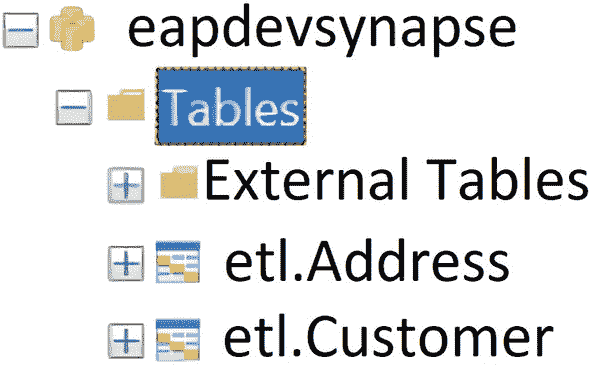 eapdevsynapse
Tables
External Tables
etl.Address
etl.Customer